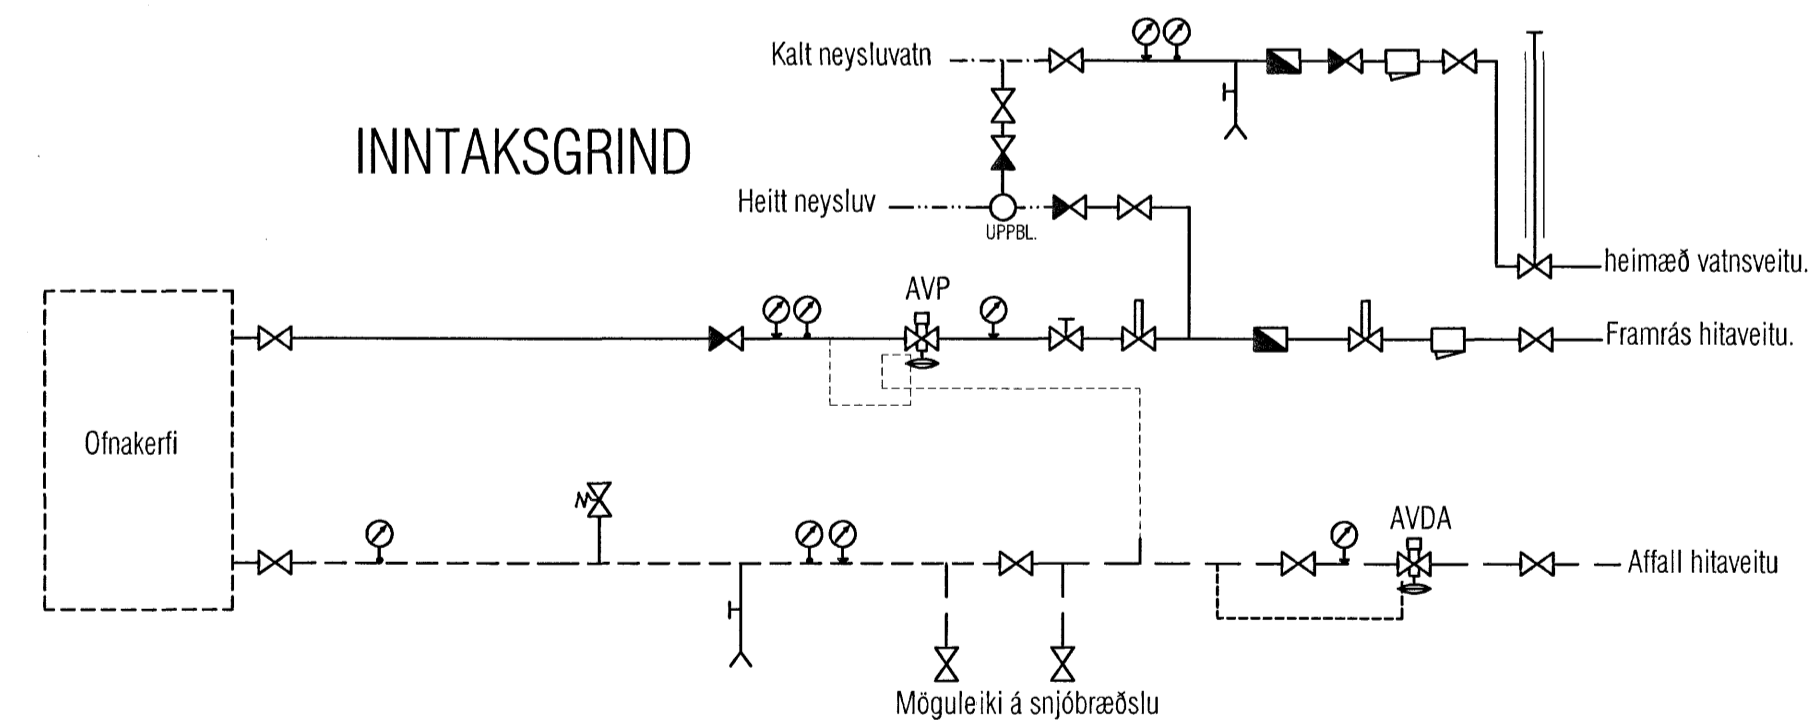 Kalt neysluvatn
INNTAKSGRIND
Heitt neysluv
UPPBL.
heimæð vatnsveitu.
AVP
Framrás hitaveitu.
Ofnakerfi
AVDA
Affall hitaveitu
Möguleiki á snjóbræðslu